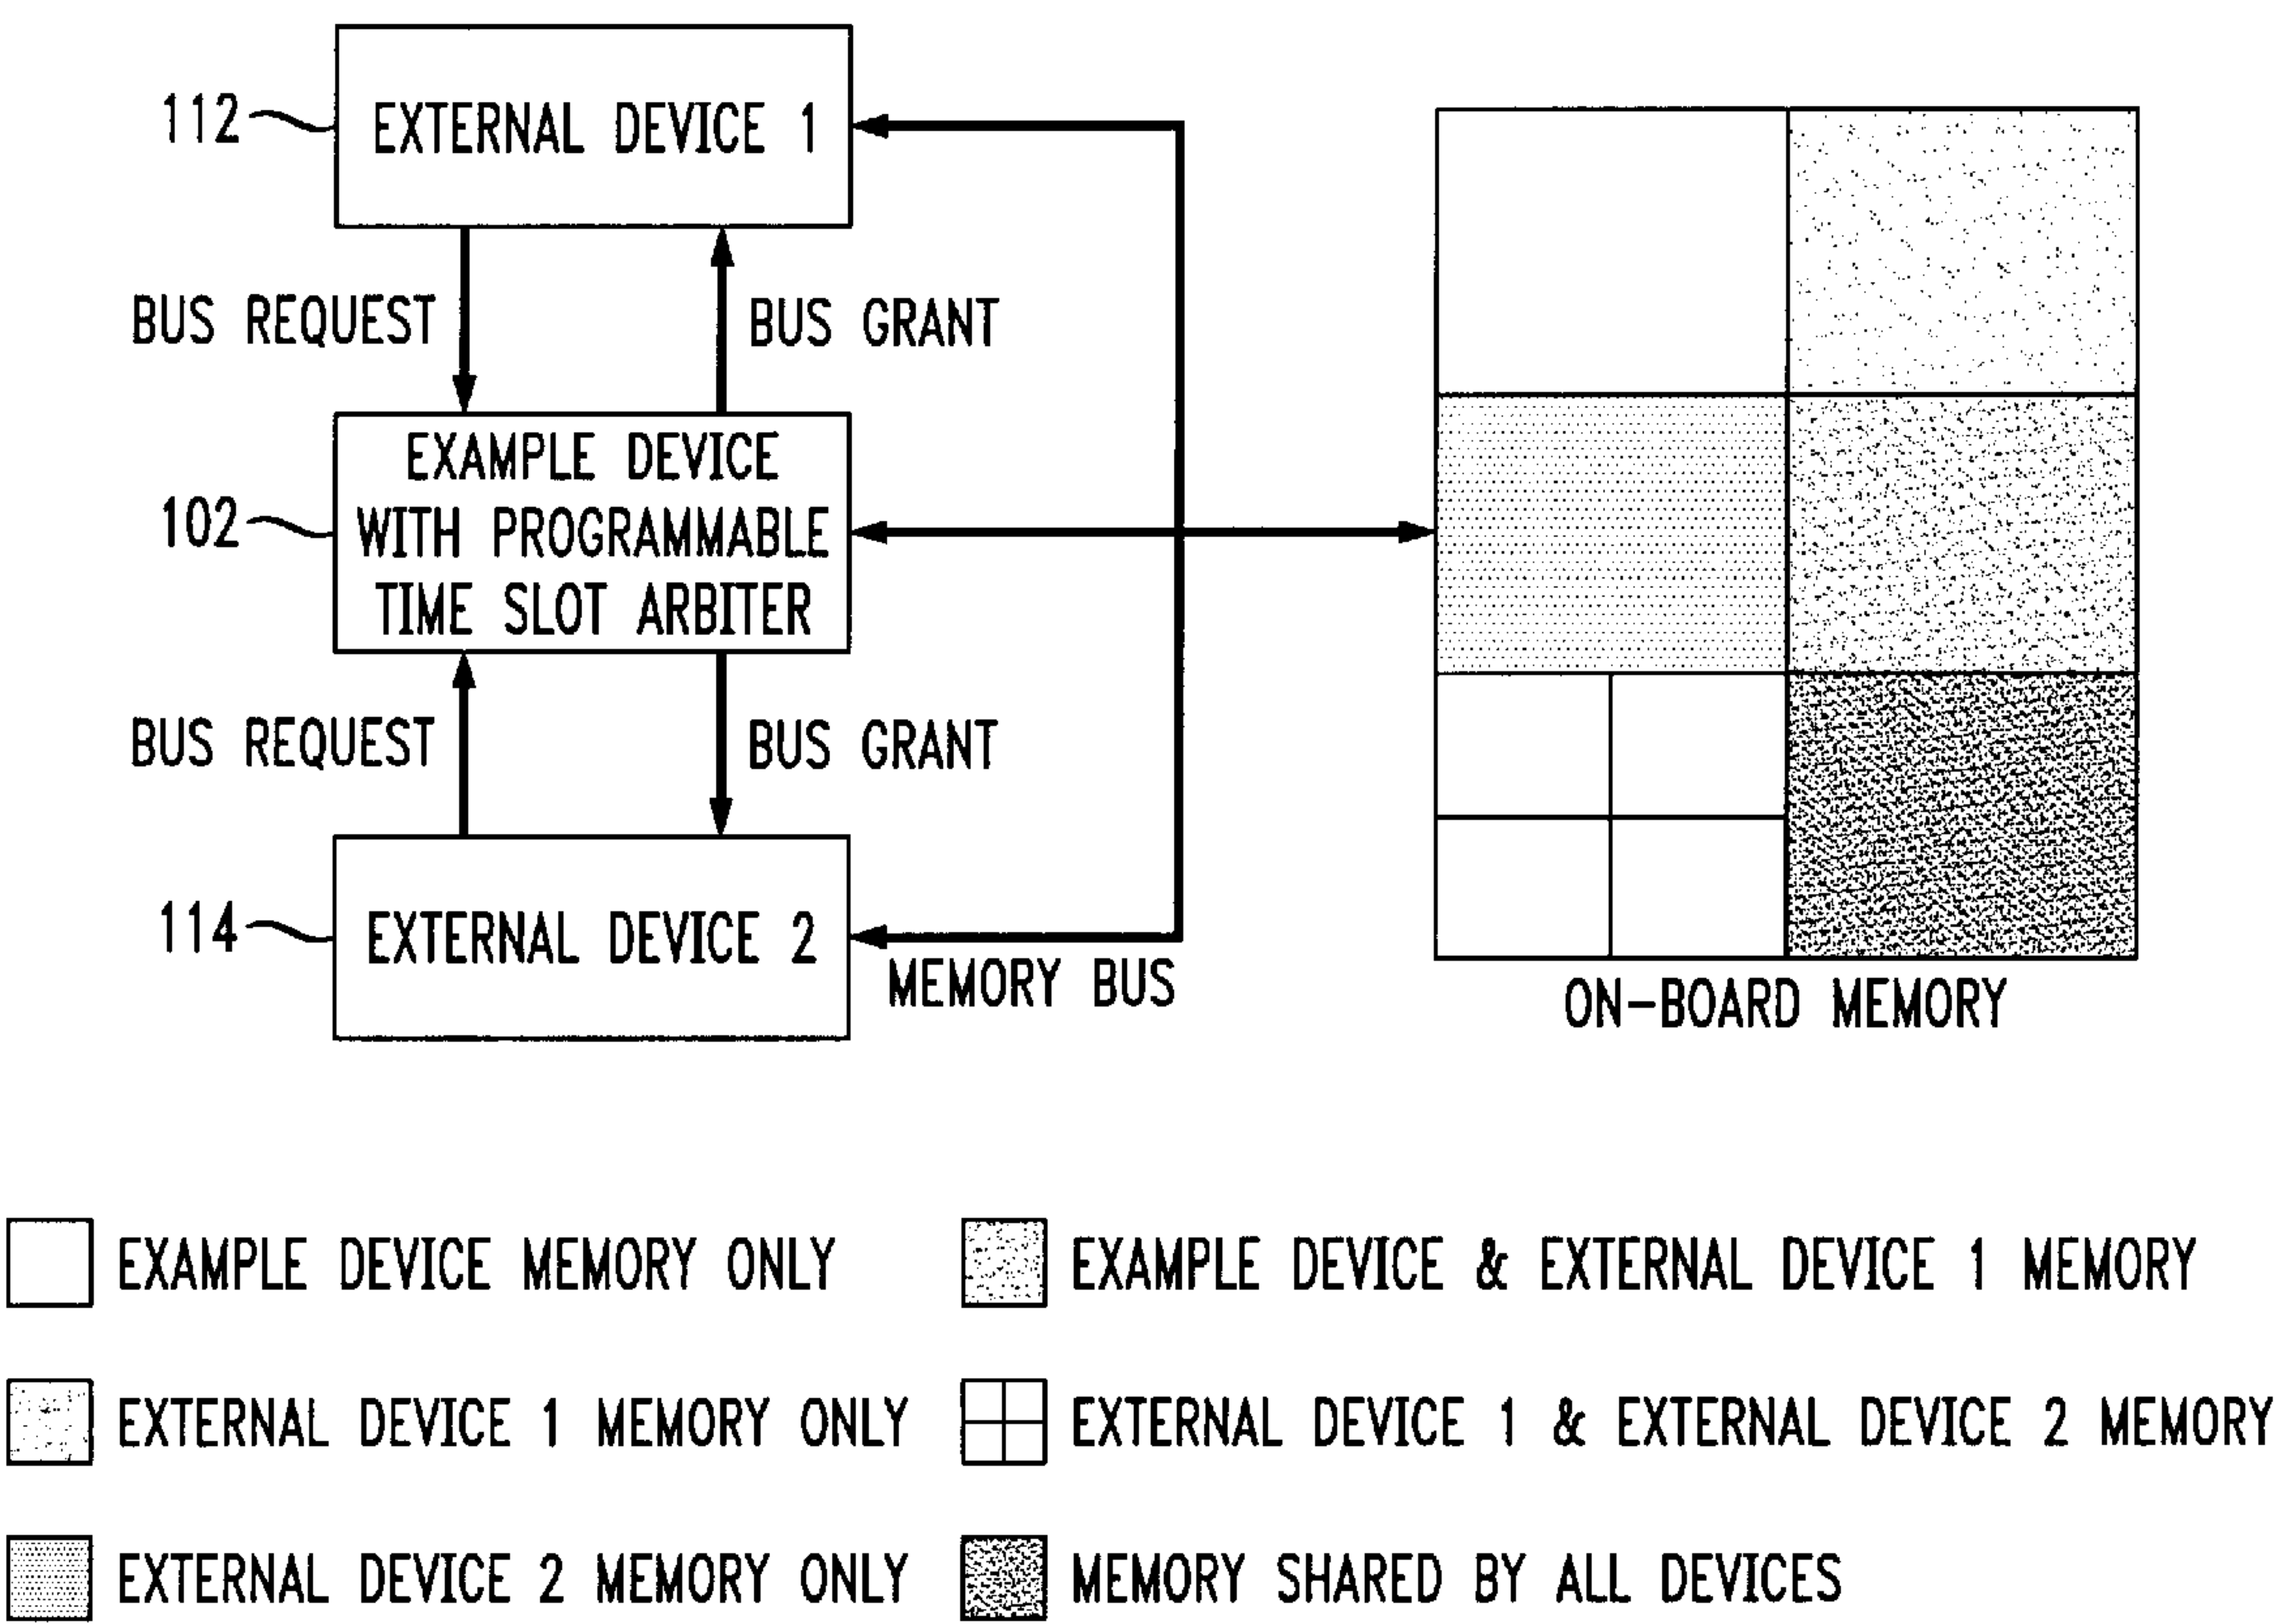 112
EXTERNAL DEVICE 1
BUS REQUEST
BUS GRANT
102
EXAMPLE DEVICE
WITH PROGRAMMABLE
TIME SLOT ARBITER
BUS REQUEST
BUS GRANT
114
EXTERNAL DEVICE 2
MEMORY BUS
ON-BOARD MEMORY
EXAMPLE DEVICE MEMORY ONLY
EXAMPLE DEVICE & EXTERNAL DEVICE 1 MEMORY
EXTERNAL DEVICE 1 MEMORY ONLY
EXTERNAL DEVICE 1 & EXTERNAL DEVICE 2 MEMORY
EXTERNAL DEVICE 2 MEMORY ONLY
MEMORY SHARED BY ALL DEVICES